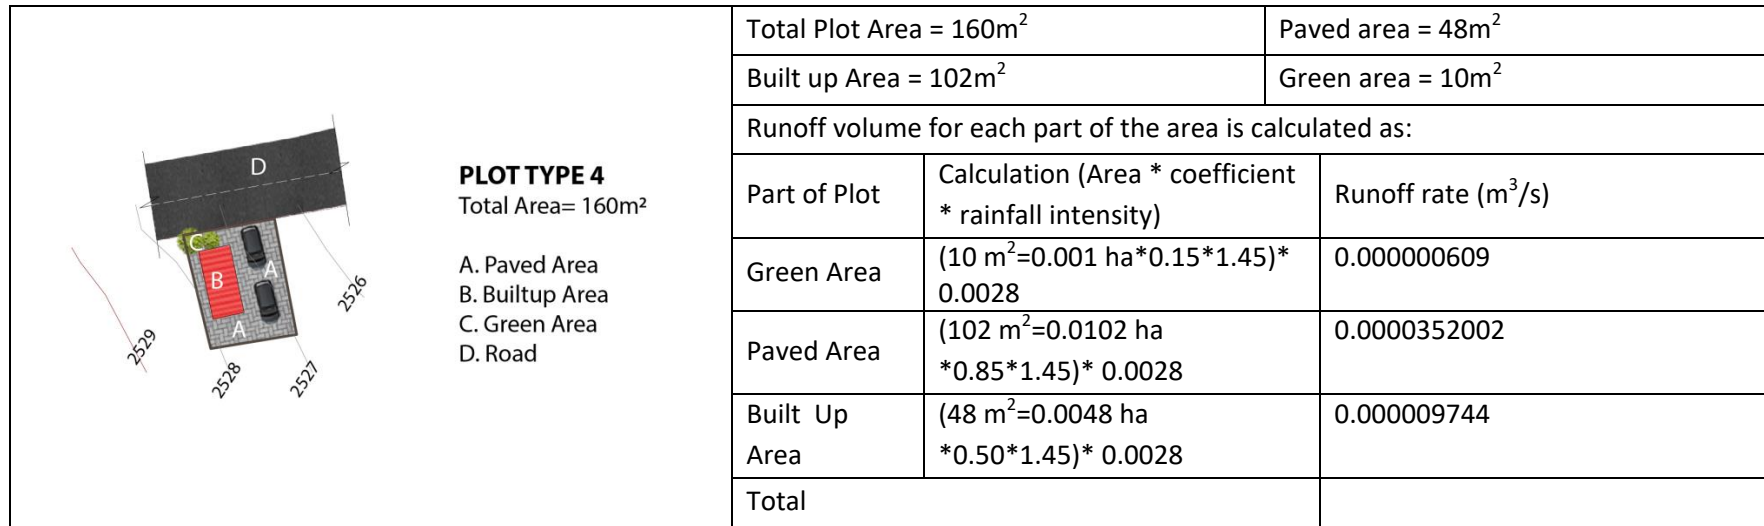 D
C
B
A
A
2529
2528
2527
2526
PLOT TYPE 4
Total Area= 160m²
A. Paved Area
B. Builtup Area
C. Green Area
D. Road
Total Plot Area = 160m²
Paved area = 48m²
Built up Area = 102m²
Green area = 10m²
Runoff volume for each part of the area is calculated as:
Part of Plot
Calculation (Area * coefficient
* rainfall intensity)
Runoff rate (m³/s)
Green Area
(10 m²=0.001 ha*0.15*1.45)*
0.0028
0.000000609
Paved Area
(102 m²=0.0102 ha
*0.85*1.45)* 0.0028
0.0000352002
Built Up
Area
(48 m²=0.0048 ha
*0.50*1.45)* 0.0028
0.000009744
Total